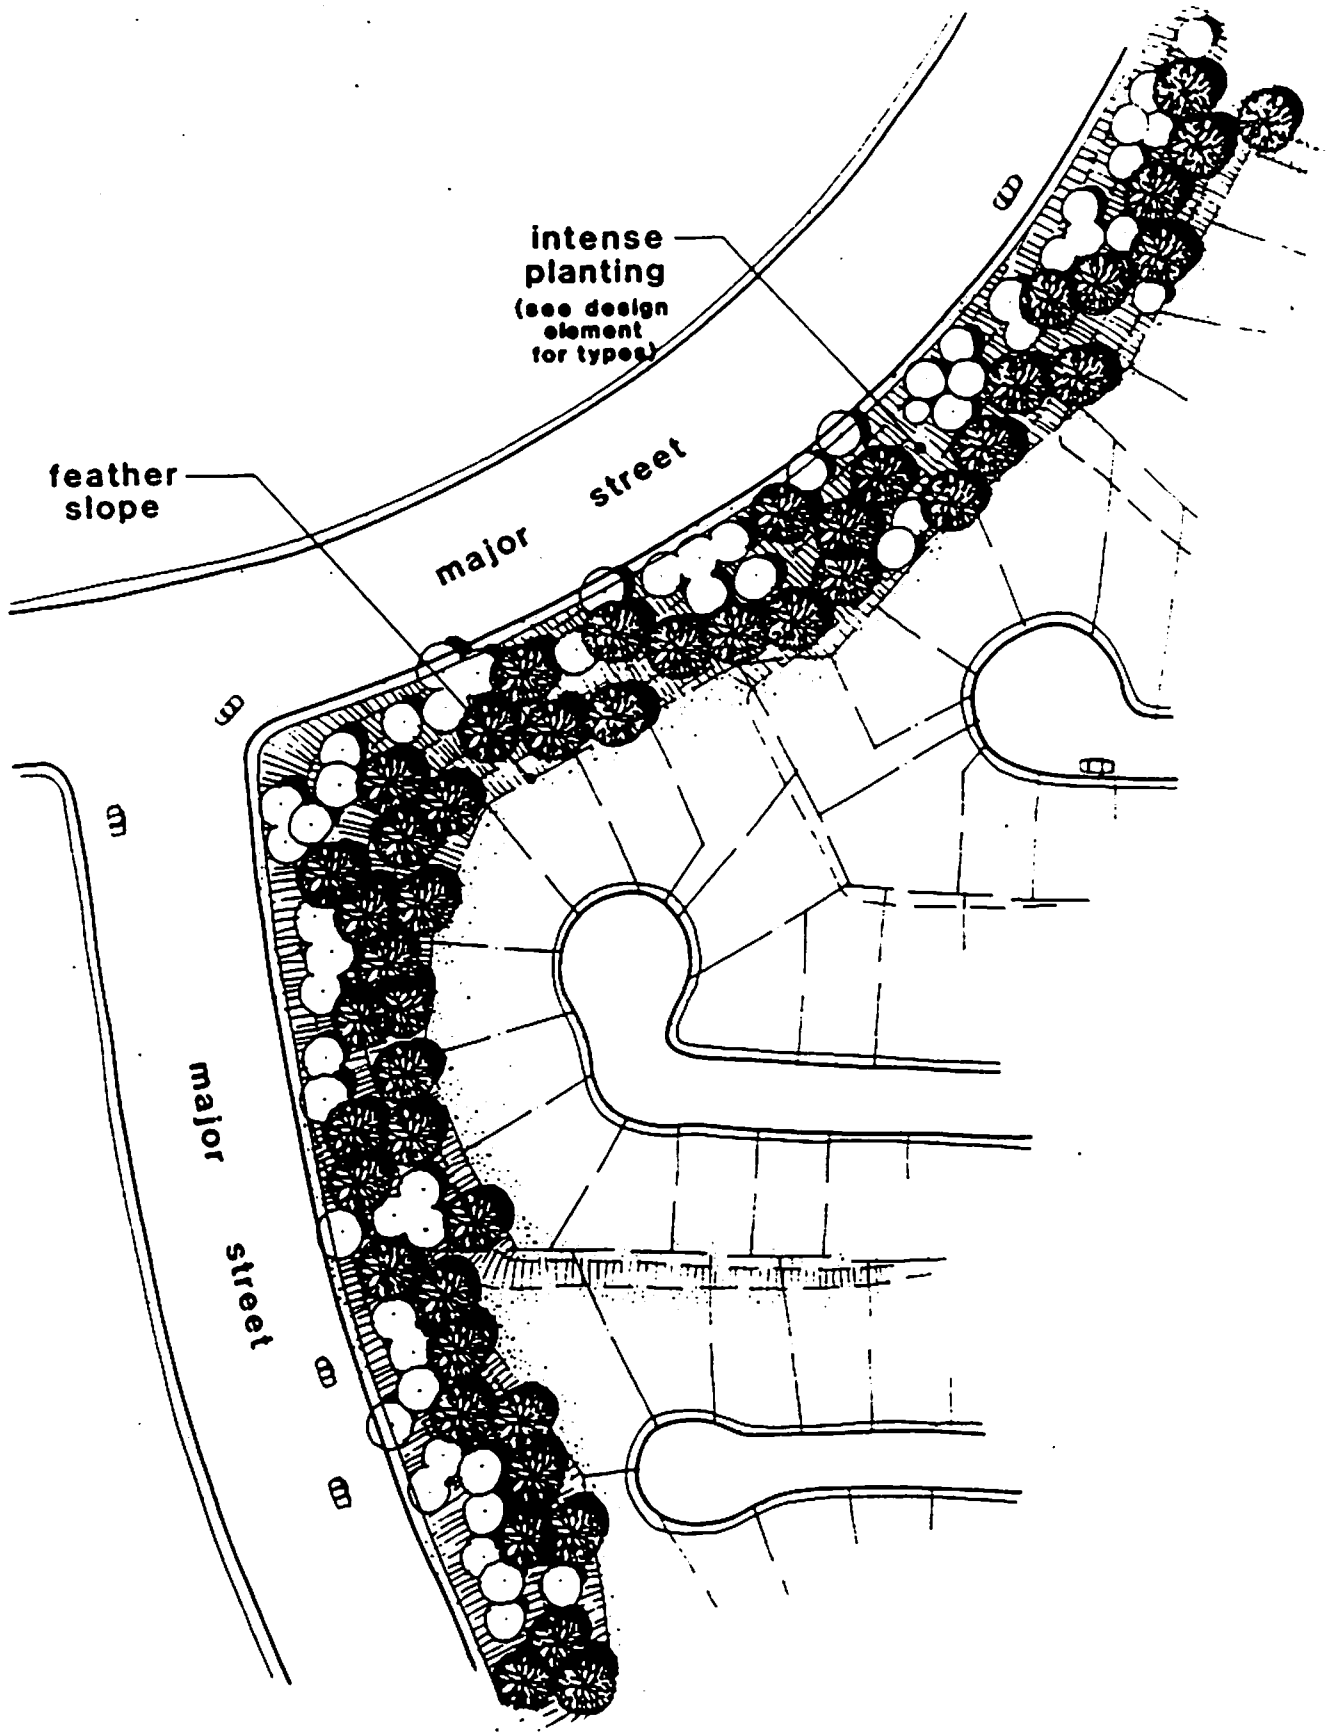 intense
planting
(see design
element
for types)
feather
slope
major street
major street